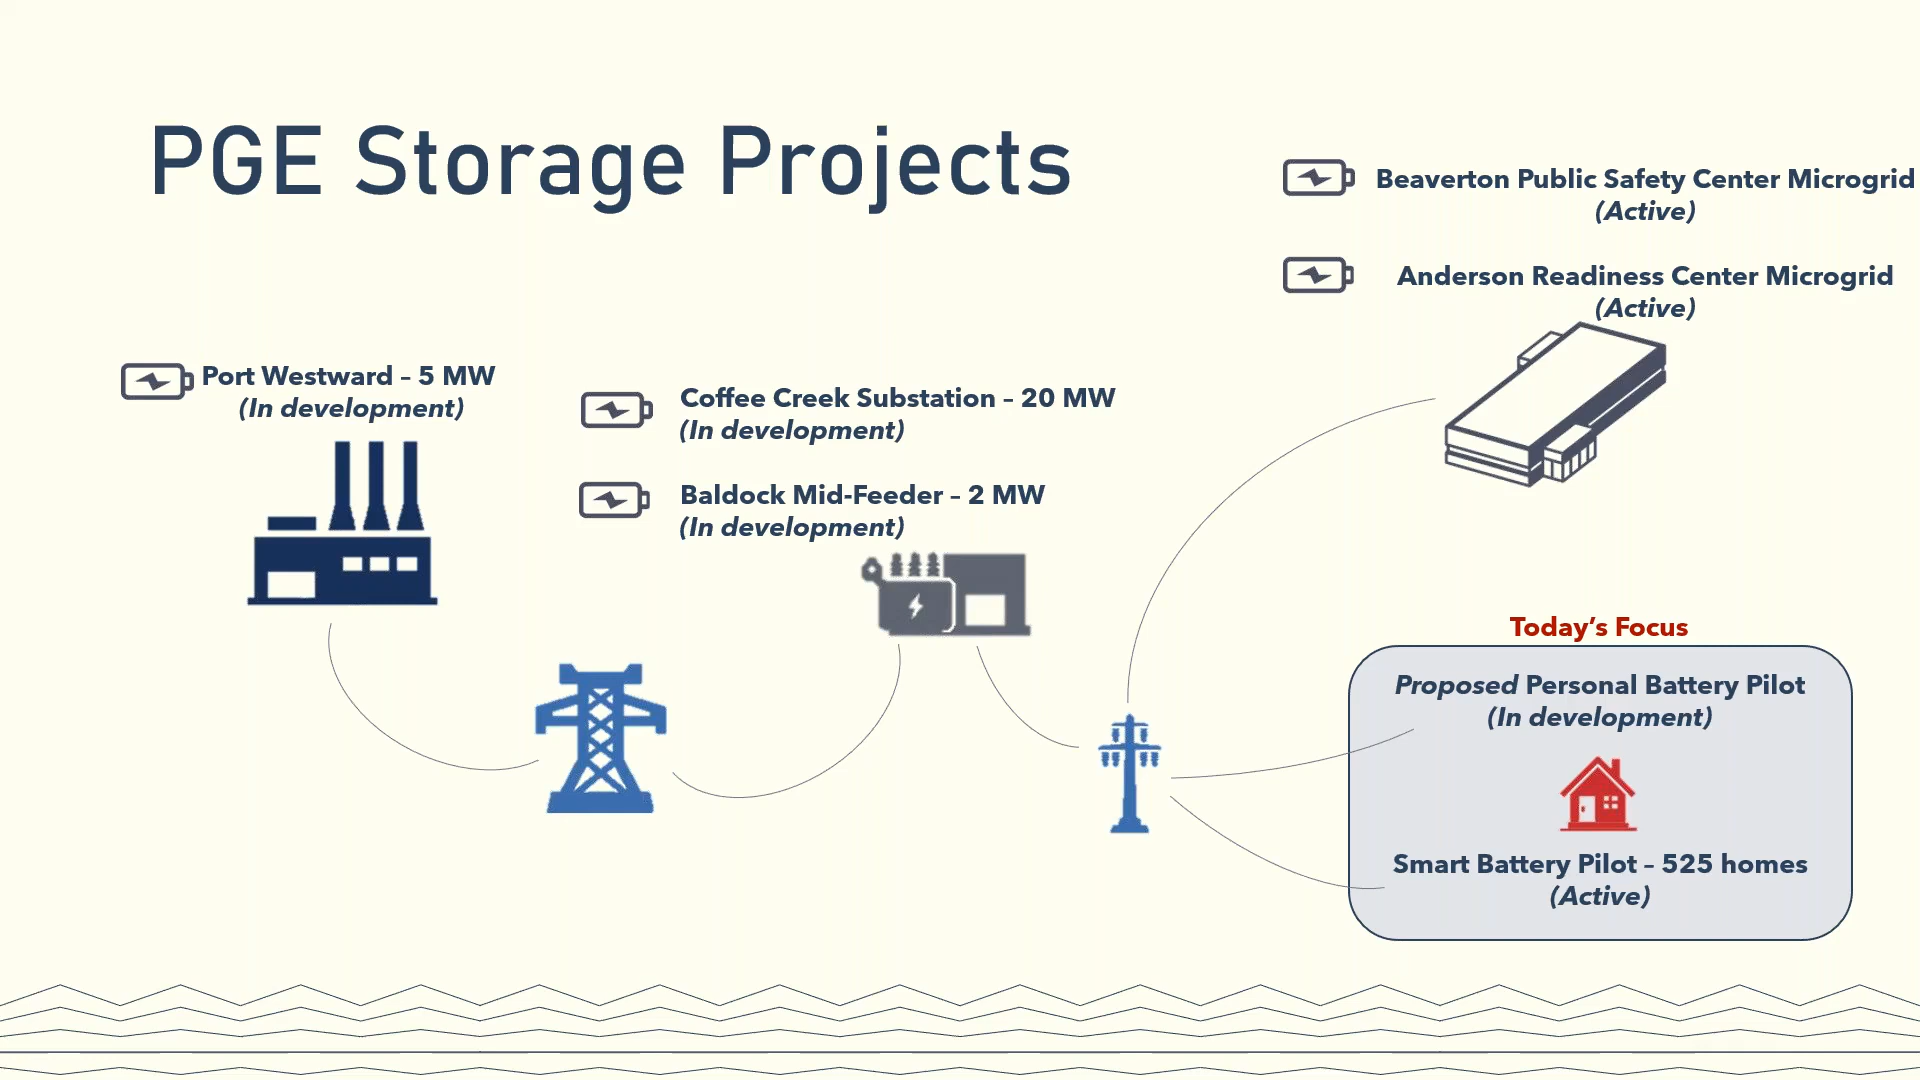 PGE Storage Projects
Beaverton Public Safety Center Microgrid
(Active)
Anderson Readiness Center Microgrid
(Active)
Port Westward – 5 MW
(In development)
Coffee Creek Substation – 20 MW
(In development)
Baldock Mid-Feeder – 2 MW
(In development)
Today's Focus
Proposed Personal Battery Pilot
(In development)
Smart Battery Pilot – 525 homes
(Active)